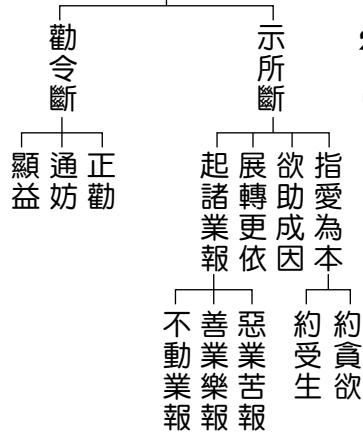 示所斷
勸令斷
指愛為本
欲助成因
展轉更依
起諸業報
正勸
通妨
顯益
約貪欲
約受生
惡業苦報
善業樂報
不動業報